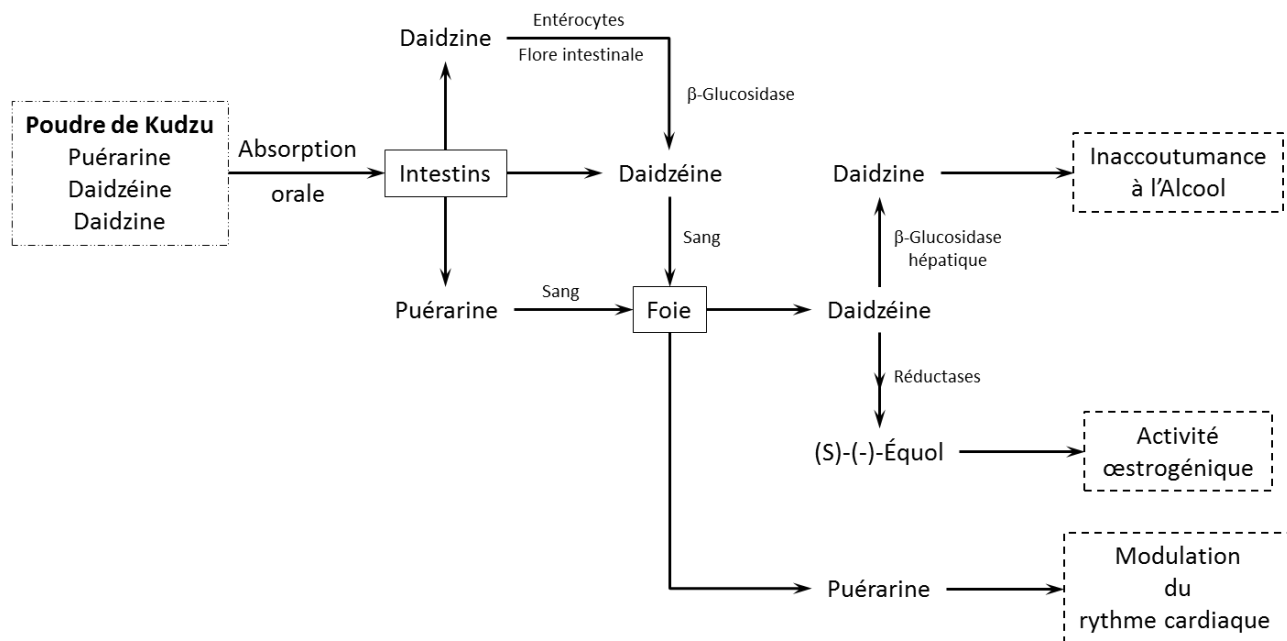 Daidzine
Entérocytes
Flore intestinale
β-Glucosidase
Poudre de Kudzu
Puérarine
Daidzéine
Daidzine
Absorption
orale
Intestins
Daidzéine
Daidzine
Inaccoutumance
à l’Alcool
Sang
β-Glucosidase
hépatique
Puérarine
Sang
Foie
Daidzéine
Réductases
(S)-(-)-Équol
Activité
œstrogénique
Puérarine
Modulation
du
rythme cardiaque